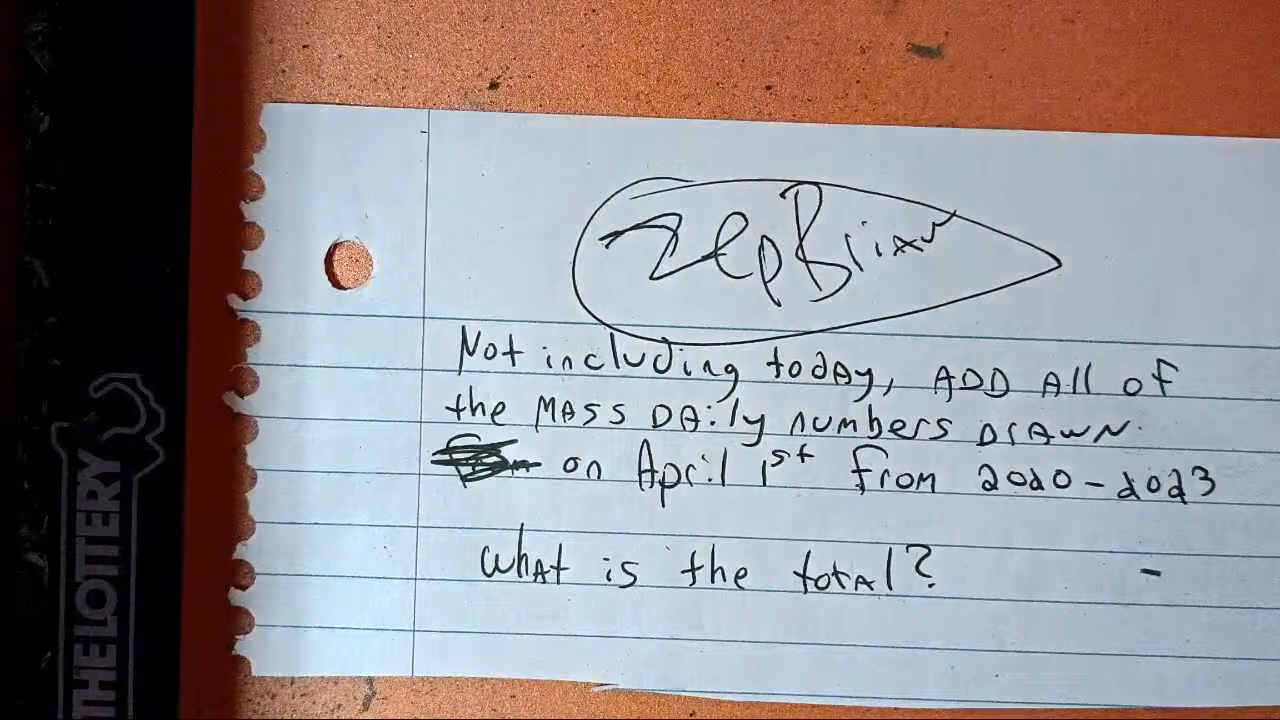 ZepBrian
Not including today, ADD All of
the MASS DAily numbers DrAwN.
on April 1st from 2020-2023
What is the total? -
THE LOTTERY